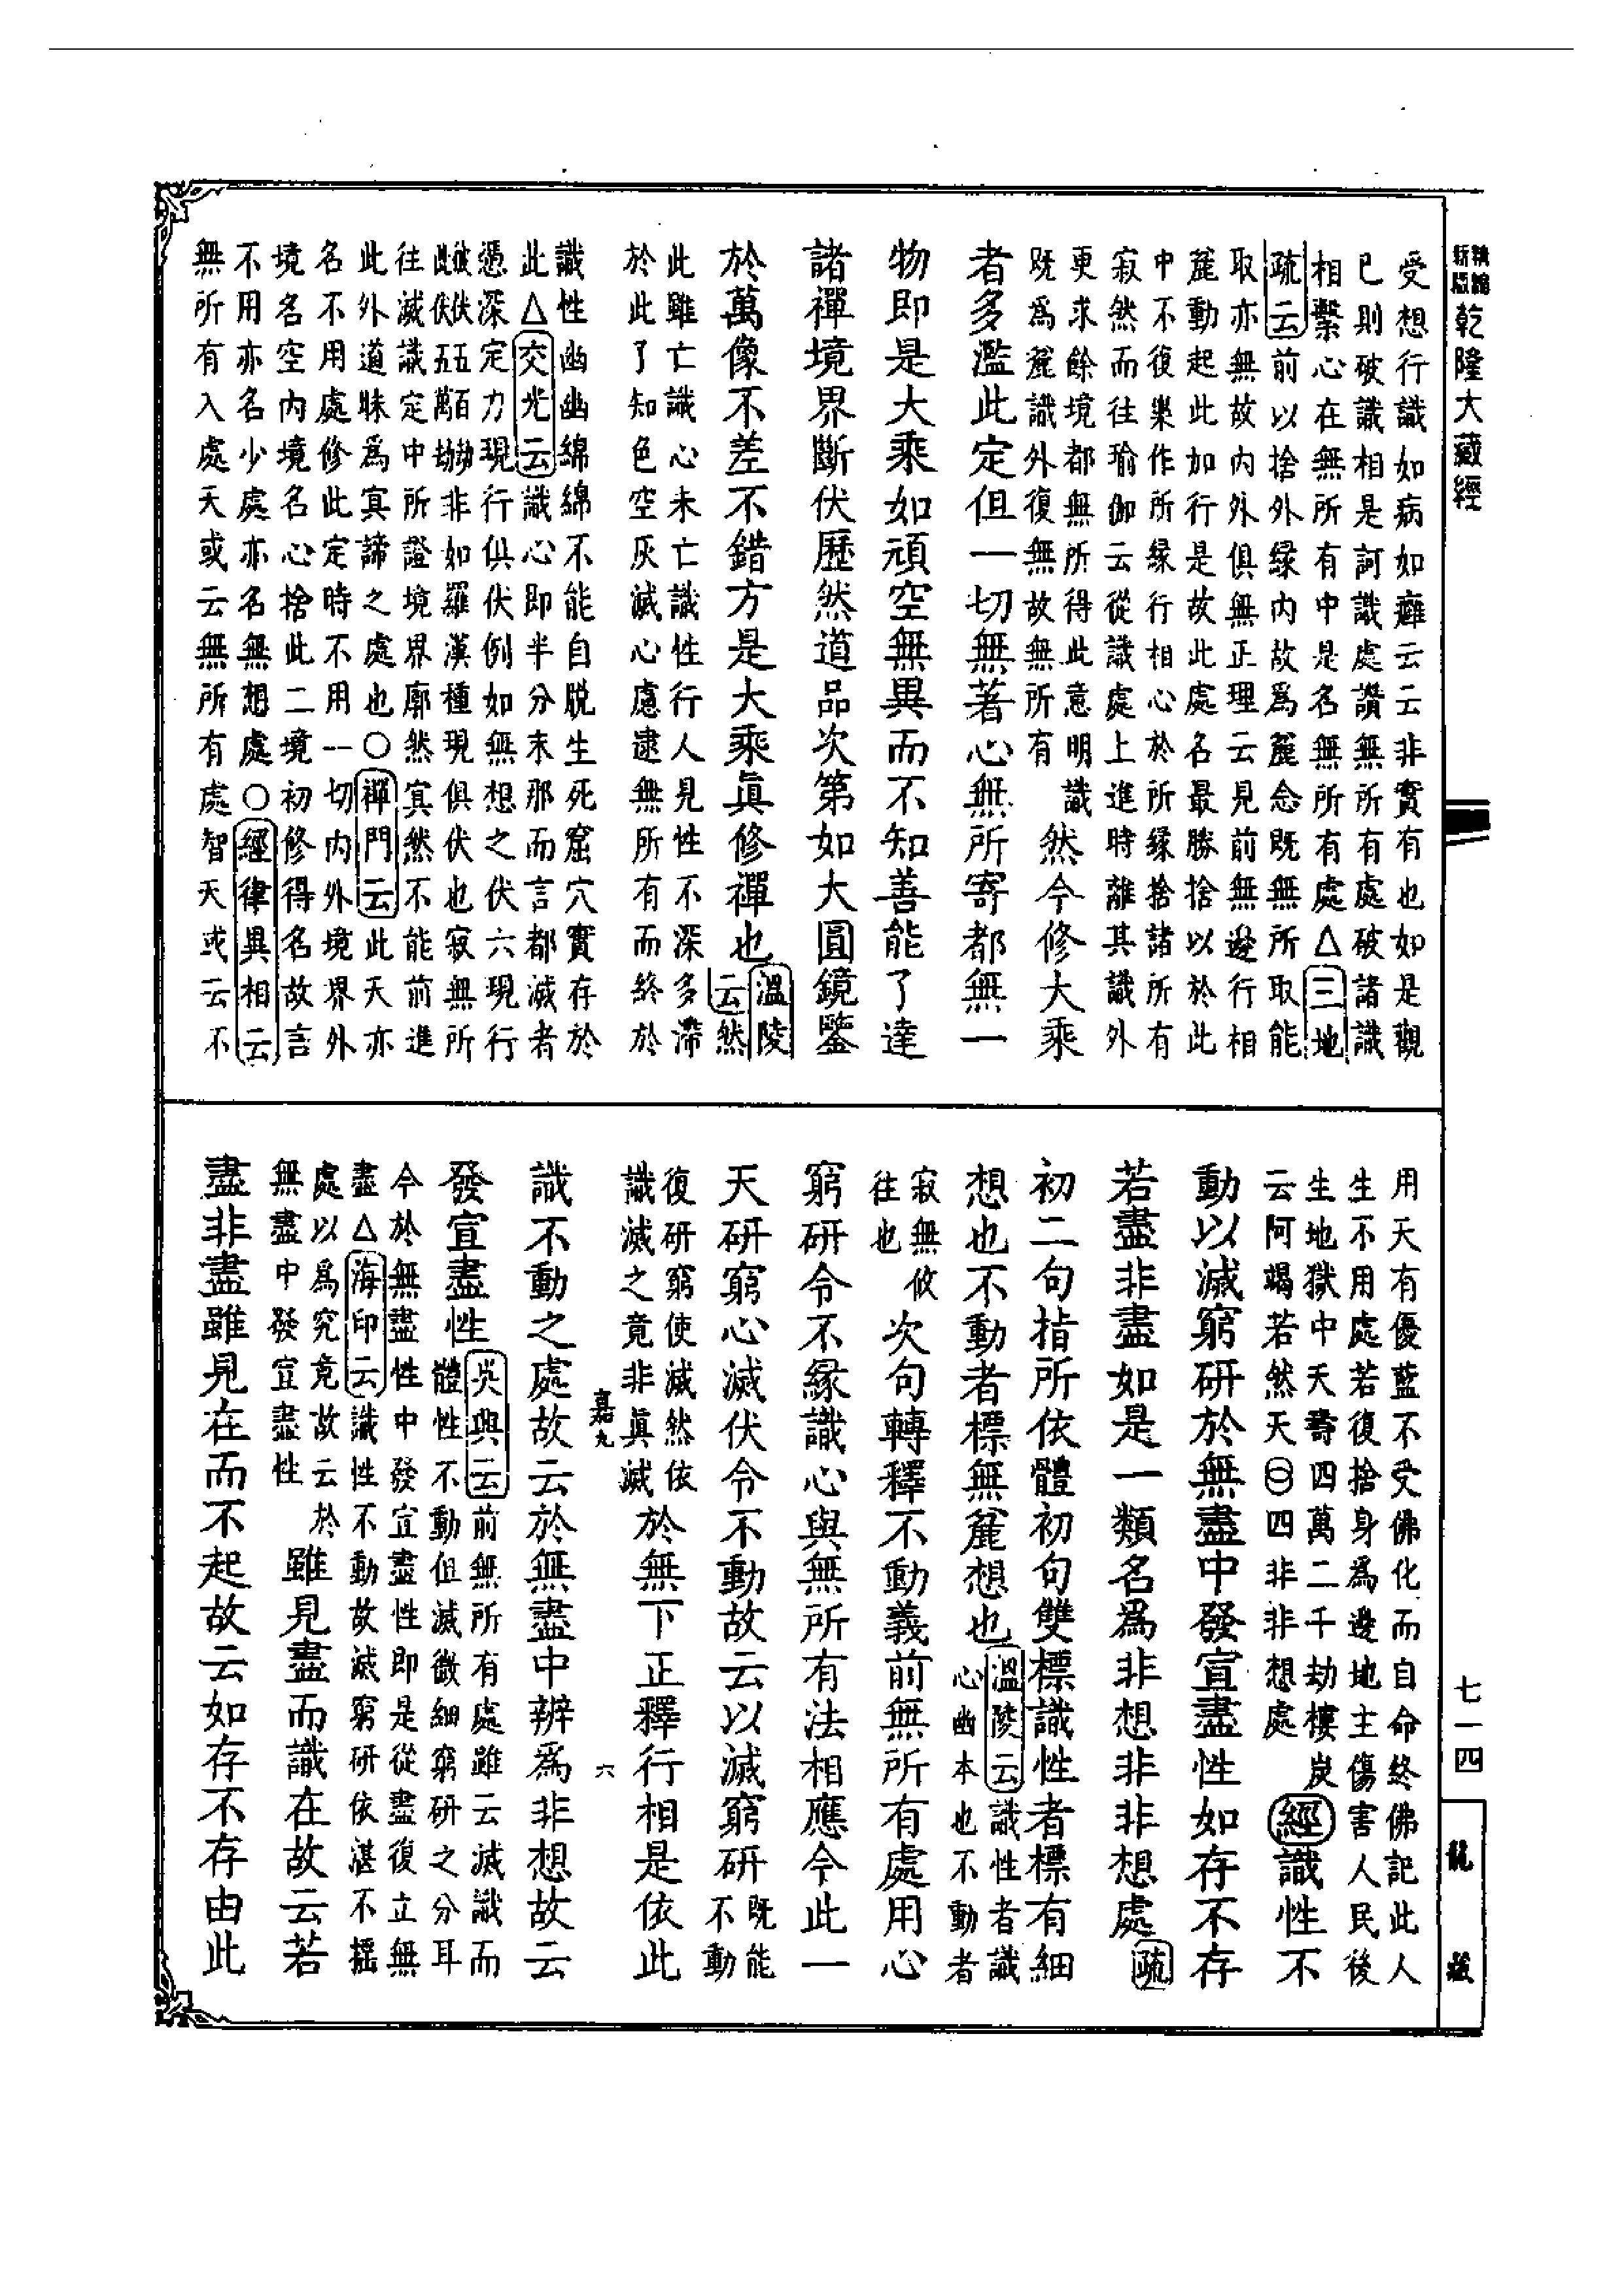 乾隆大藏經
受想行識如病如癰云云非實有也如是觀
已則破識相是訶識處讚無所有處破諸識
相繫心在無所有中是名無所有處△三地
疏云前以捨外緣內故爲麤念既無所取能
取亦無故內外俱無正理云見前無邊行相
麤動起此加行是故此處名最勝捨以於此
中不復樂作所緣行相心於所緣捨諸所有
寂然而往瑜伽云從識處上進時離其識外
更求餘境都無所得此意明識
既爲麤識外復無故無所有
然今修大乘
者多濫此定但一切無著心無所寄都無一
物即是大乘如頑空無異而不知善能了達
諸禪境界斷伏歷然道品次第如大圓鏡鑒
於萬像不差不錯方是大乘眞修禪也
溫陵
云然
此雖亡識心未亡識性行人見性不深多滯
於此了知色空灰滅心慮逮無所有而終於
識性幽幽綿綿不能自脱生死窟穴實存於
此△交光云識心即半分末那而言都滅者
憑深定力現行俱伏例如無想之伏六現行
彼伏五百劫非如羅漢種現俱伏也寂無所
往滅識定中所證境界廓然冥然不能前進
此外道昧爲冥諦之處也○禪門云此天亦
名不用處修此定時不用一切內外境界外
境名空內境名心捨此二境初修得名故言
不用亦名少處亦名無想處○經律異相云
無所有入處天或云無所有處智天或云不
用天有優藍不受佛化而自命終佛記此人
生不用處若復捨身爲邊地主傷害人民後
生地獄中天壽四萬二千劫樓炭
云阿竭若然天㊀四非非想處
經識性不
動以滅窮研於無盡中發宣盡性如存不存
若盡非盡如是一類名爲非想非非想處疏
初二句指所依體初句雙標識性者標有細
想也不動者標無麤想也
溫陵云識性者識
心幽本也不動者
寂無攸
往也
次句轉釋不動義前無所有處用心
窮研令不緣識心與無所有法相應今此一
天研窮心滅伏令不動故云以滅窮研
既能
不動
復研窮使滅然依
識滅之竟非眞滅
於無下正釋行相是依此
嘉九
六
識不動之處故云於無盡中辨爲非想故云
發宣盡性
吳興云前無所有處雖云滅識而
體性不動但滅微細窮研之分耳
今於無盡性中發宣盡性即是從盡復立無
盡△海印云識性不動故滅窮研依湛不搖
處以爲究竟故云於
無盡中發宣盡性
雖見盡而識在故云若
盡非盡雖見在而不起故云如存不存由此
七一四
龍藏